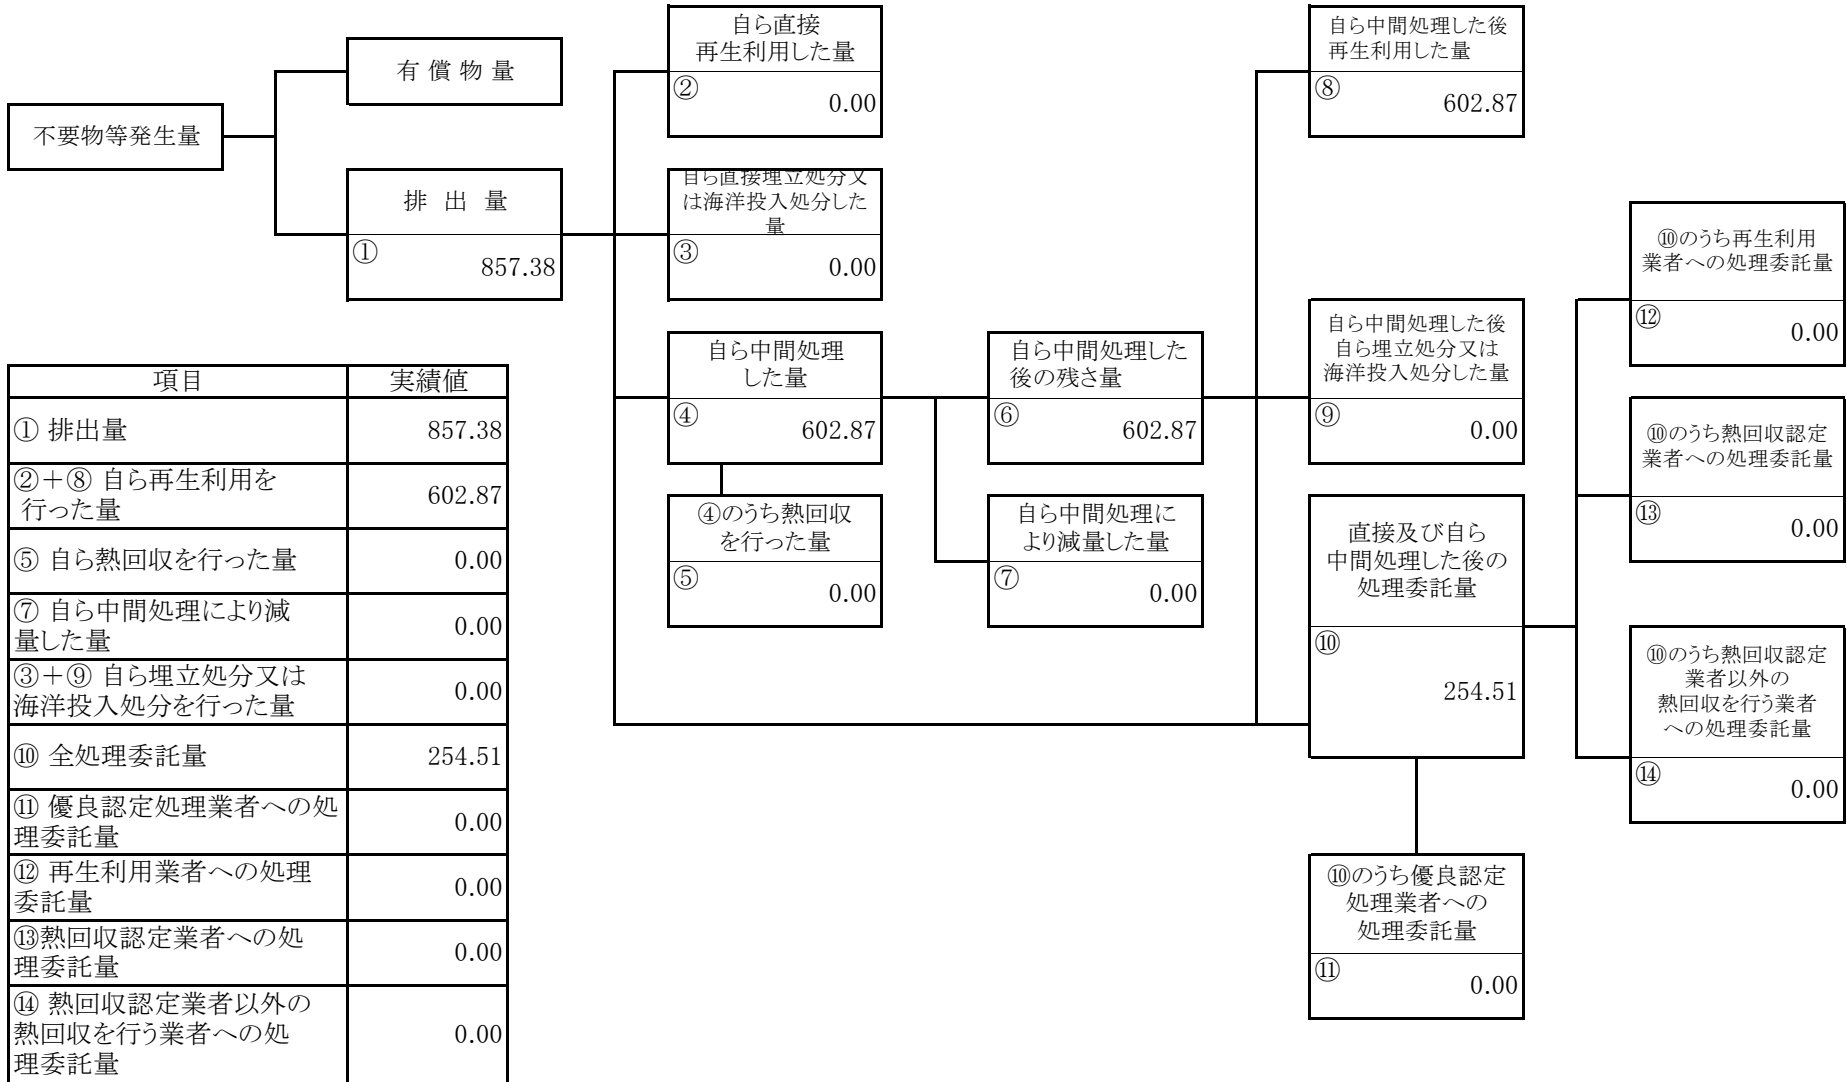 自ら直接
再生利用した量
②
0.00
自ら中間処理した後
再生利用した量
⑧
602.87
有 償 物 量
不要物等発生量
排 出 量
①
857.38
自ら直接埋立処分又
は海洋投入処分した
量
③
0.00
⑩のうち再生利用
業者への処理委託量
⑫
0.00
自ら中間処理
した量
④
602.87
自ら中間処理した
後の残さ量
⑥
602.87
自ら中間処理した後
自ら埋立処分又は
海洋投入処分した量
⑨
0.00
⑩のうち熱回収認定
業者への処理委託量
⑬
0.00
④のうち熱回収
を行った量
⑤
0.00
自ら中間処理に
より減量した量
⑦
0.00
直接及び自ら
中間処理した後の
処理委託量
⑩
254.51
⑩のうち熱回収認定
業者以外の
熱回収を行う業者
への処理委託量
⑭
0.00
⑩のうち優良認定
処理業者への
処理委託量
⑪
0.00
項目 実績値
① 排出量 857.38
②＋⑧ 自ら再生利用を
行った量 602.87
⑤ 自ら熱回収を行った量 0.00
⑦ 自ら中間処理により減
量した量 0.00
③＋⑨ 自ら埋立処分又は
海洋投入処分を行った量 0.00
⑩ 全処理委託量 254.51
⑪ 優良認定処理業者への処
理委託量 0.00
⑫ 再生利用業者への処理
委託量 0.00
⑬熱回収認定業者への処
理委託量 0.00
⑭ 熱回収認定業者以外の
熱回収を行う業者への処
理委託量 0.00